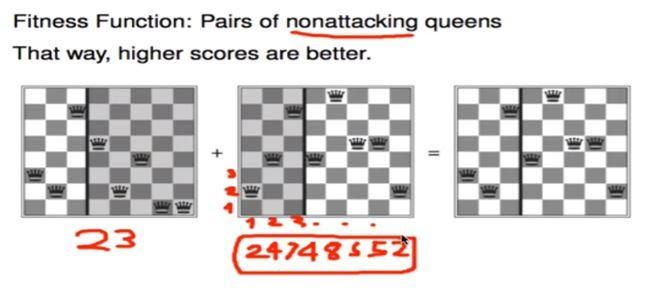 Fitness Function: Pairs of nonattacking queens
That way, higher scores are better.
+ =
3
2
1
1 2 3 . . .
23
24748552